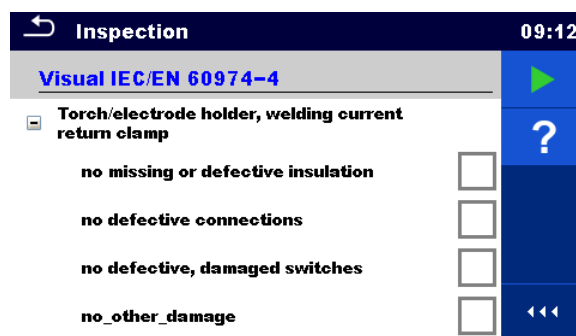 Inspection 09:12
Visual IEC/EN 60974-4
Torch/electrode holder, welding current
return clamp
?
no missing or defective insulation
no defective connections
no defective, damaged switches
no_other_damage